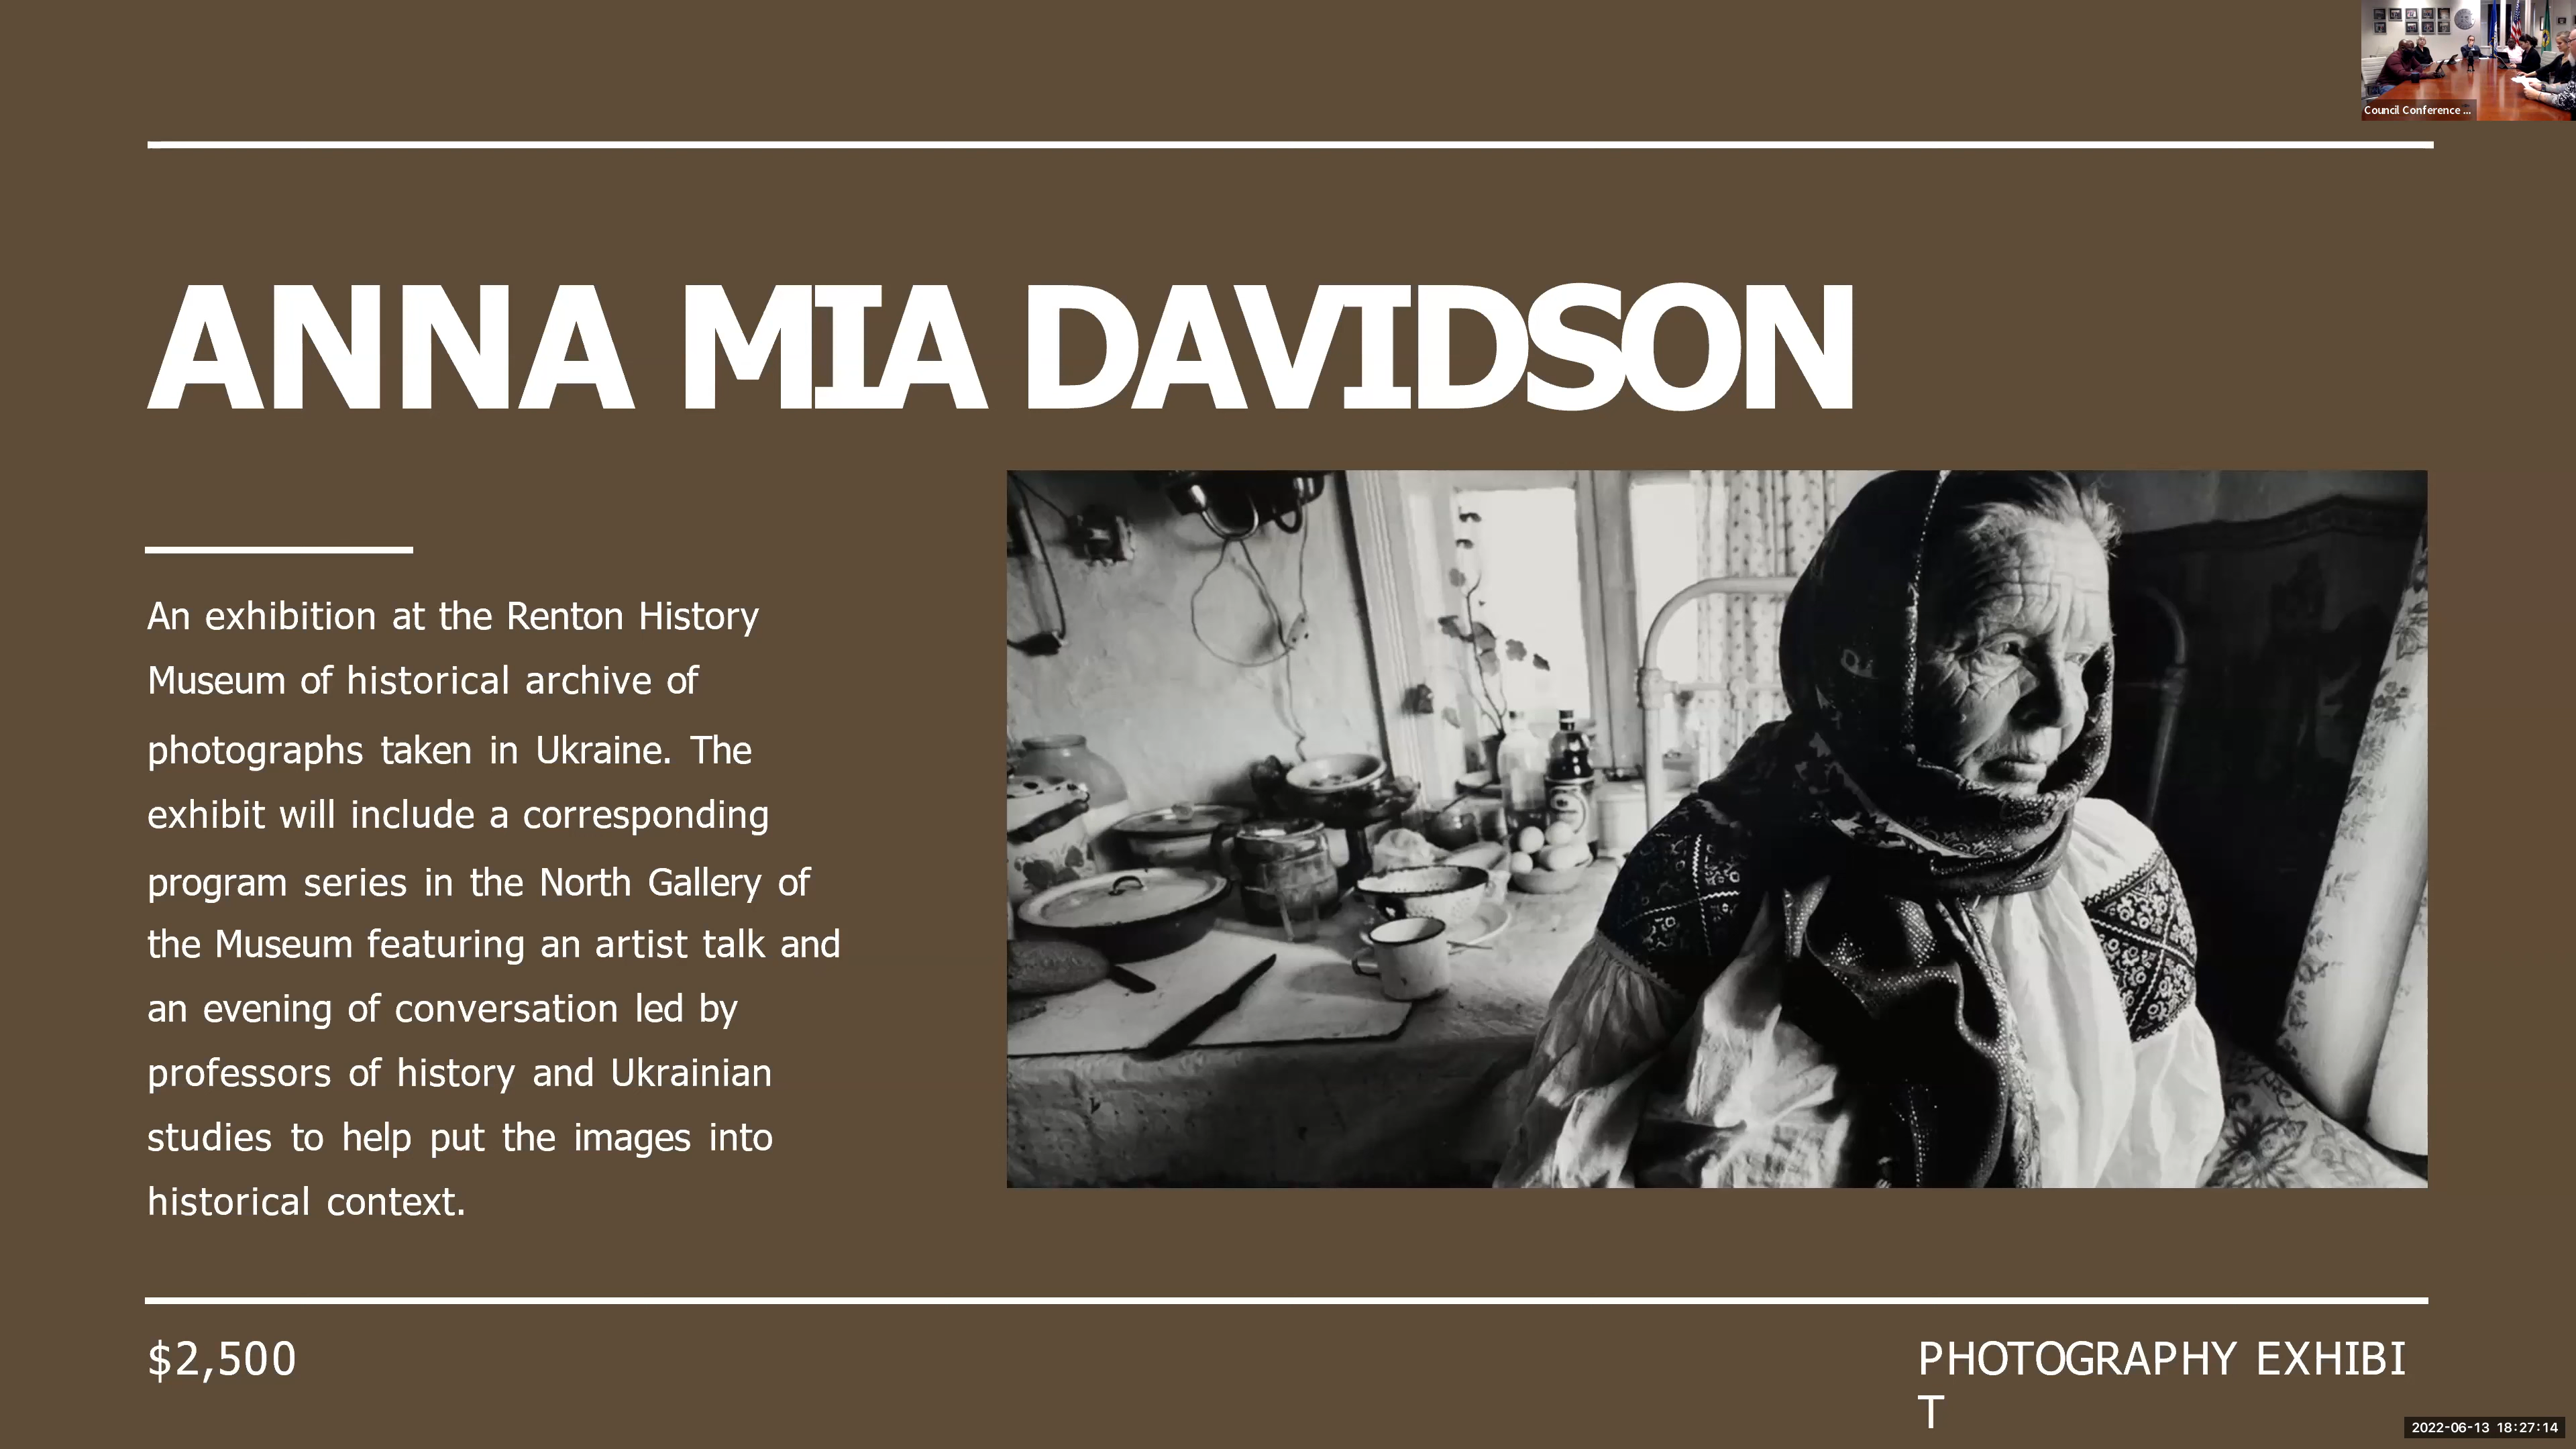 Council Conference ...
ANNA MIA DAVIDSON
An exhibition at the Renton History
Museum of historical archive of
photographs taken in Ukraine. The
exhibit will include a corresponding
program series in the North Gallery of
the Museum featuring an artist talk and
an evening of conversation led by
professors of history and Ukrainian
studies to help put the images into
historical context.
$2,500
PHOTOGRAPHY EXHIBI
T
2022-06-13 18:27:14